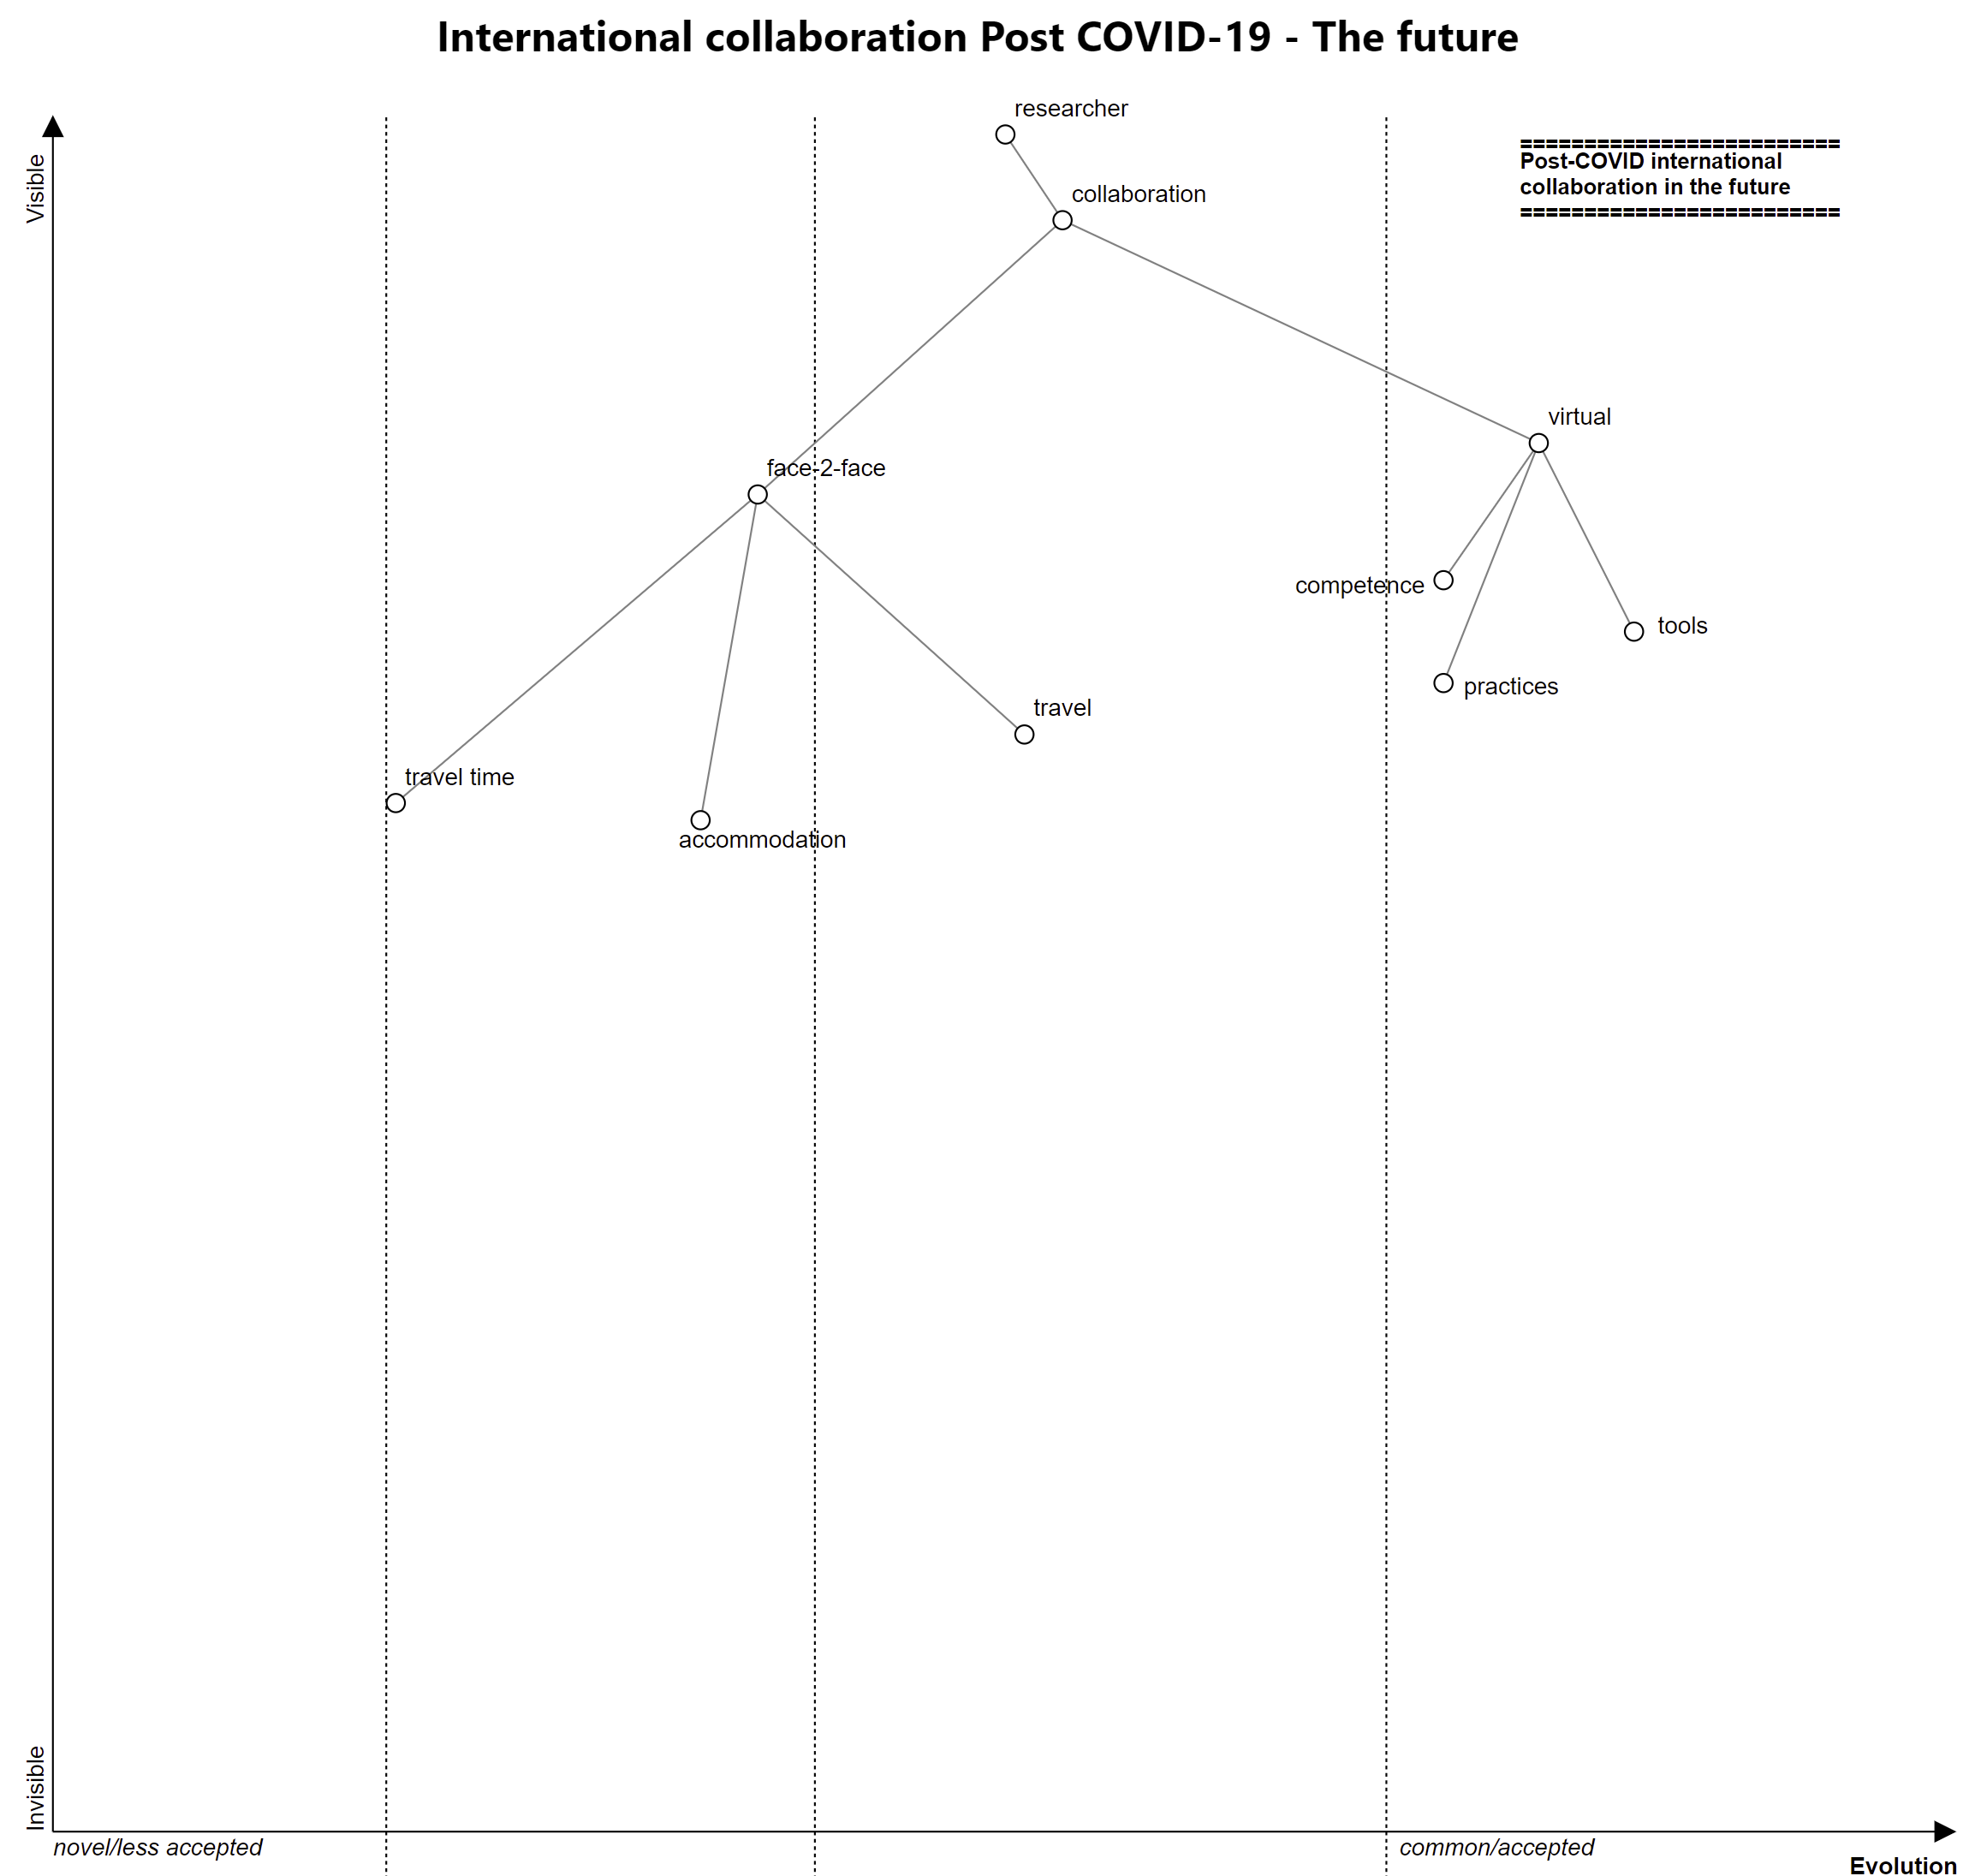 International collaboration Post COVID-19 - The future
researcher
=========================
Post-COVID international
collaboration in the future
=========================
Visible
collaboration
virtual
face-2-face
competence
tools
practices
travel
travel time
accommodation
Invisible
novel/less accepted
common/accepted
Evolution